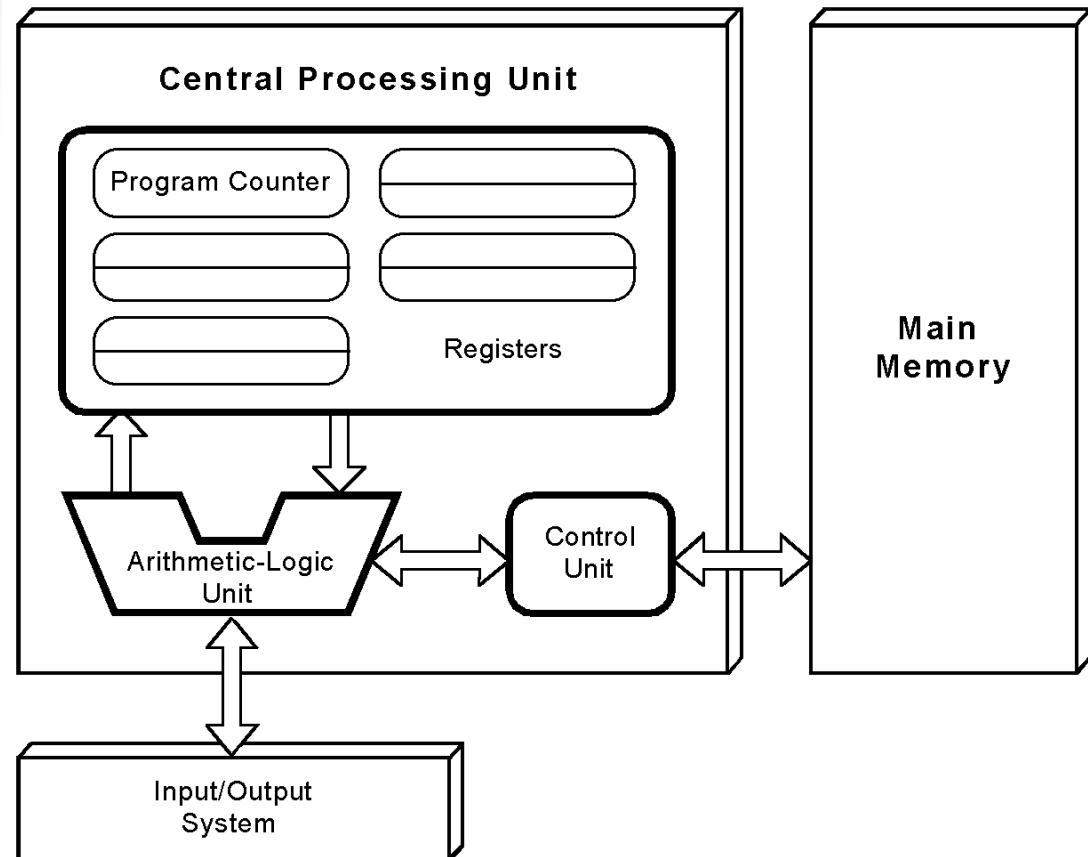 Central Processing Unit
Program Counter
Registers
Main
Memory
Arithmetic-Logic
Unit
Control
Unit
Input/Output
System